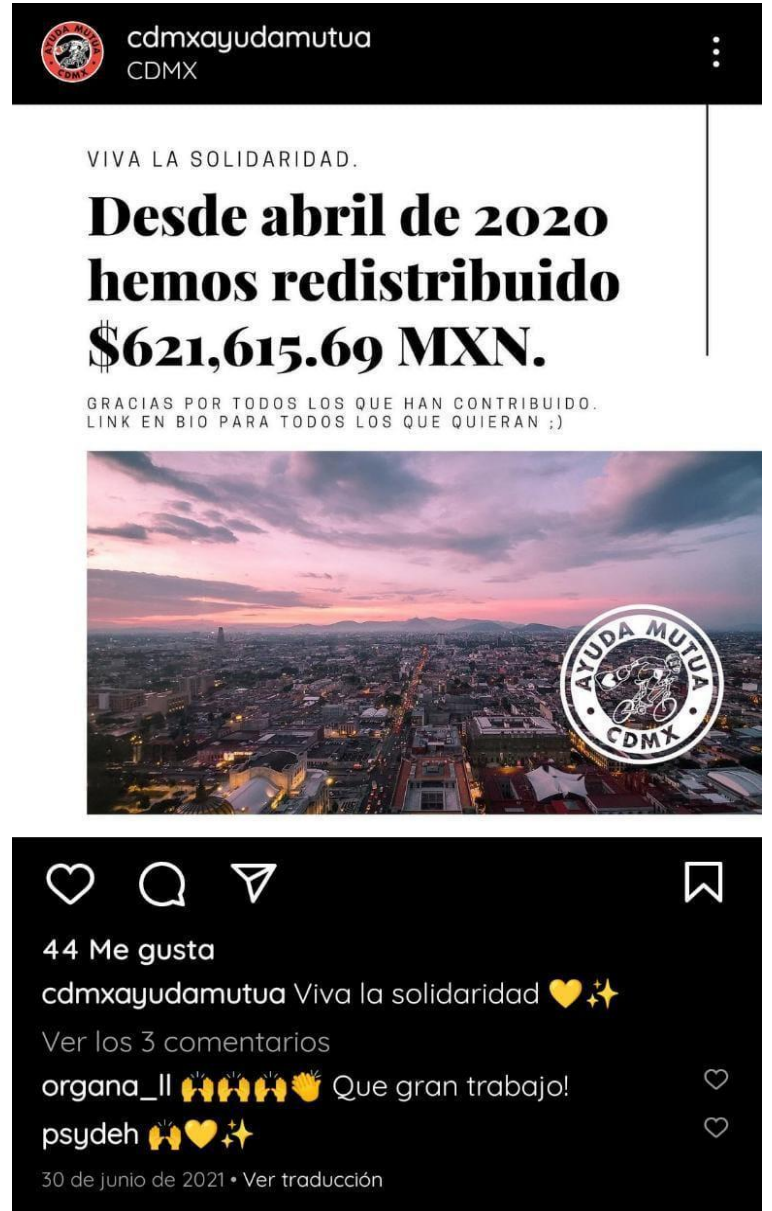 cdmxayudamutua
CDMX
VIVA LA SOLIDARIDAD.
Desde abril de 2020
hemos redistribuido
$621,615.69 MXN.
GRACIAS POR TODOS LOS QUE HAN CONTRIBUIDO.
LINK EN BIO PARA TODOS LOS QUE QUIERAN ;)
AYUDA MUTUA
· CDMX ·
44 Me gusta
cdmxayudamutua Viva la solidaridad 💛✨
Ver los 3 comentarios
organa_ll 🙌🙌🙌👏 Que gran trabajo!
psydeh 🙌💛✨
30 de junio de 2021 • Ver traducción